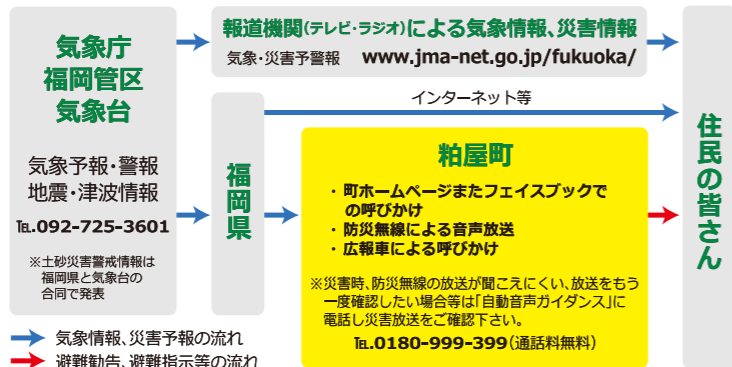 気象庁
福岡管区
気象台
気象予報・警報
地震・津波情報
℡.092-725-3601
※土砂災害警戒情報は
福岡県と気象台の
合同で発表
報道機関(テレビ・ラジオ)による気象情報、災害情報
気象・災害予警報 www.jma-net.go.jp/fukuoka/
インターネット等
福岡県
粕屋町
・町ホームページまたフェイスブックで
の呼びかけ
・防災無線による音声放送
・広報車による呼びかけ
※災害時、防災無線の放送が聞こえにくい、放送をもう
一度確認したい場合等は「自動音声ガイダンス」に
電話し災害放送をご確認下さい。
℡.0180-999-399(通話料無料)
住民の皆さん
気象情報、災害予報の流れ
避難勧告、避難指示等の流れ